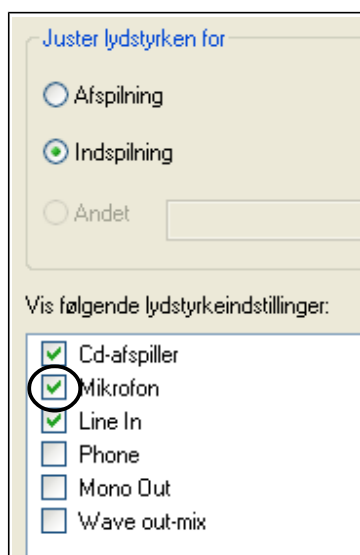 Juster lydstyrken for
Afspilning
Indspilning
Andet
Vis følgende lydstyrkeindstillinger:
Cd-afspiller
Mikrofon
Line In
Phone
Mono Out
Wave out-mix